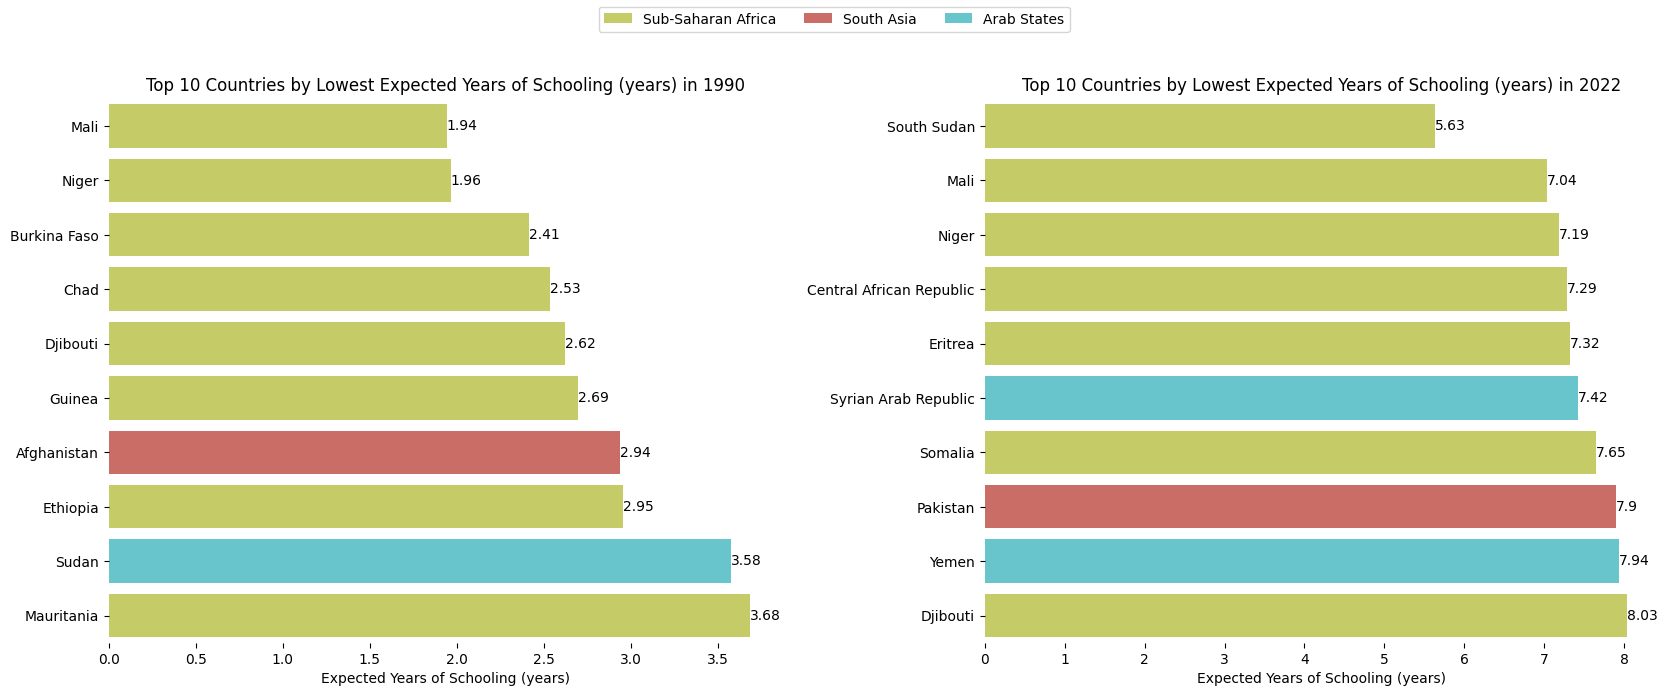 Sub-Saharan Africa South Asia Arab States
Top 10 Countries by Lowest Expected Years of Schooling (years) in 1990
Mali 1.94
Niger 1.96
Burkina Faso 2.41
Chad 2.53
Djibouti 2.62
Guinea 2.69
Afghanistan 2.94
Ethiopia 2.95
Sudan 3.58
Mauritania 3.68
0.0 0.5 1.0 1.5 2.0 2.5 3.0 3.5
Expected Years of Schooling (years)
Top 10 Countries by Lowest Expected Years of Schooling (years) in 2022
South Sudan 5.63
Mali 7.04
Niger 7.19
Central African Republic 7.29
Eritrea 7.32
Syrian Arab Republic 7.42
Somalia 7.65
Pakistan 7.9
Yemen 7.94
Djibouti 8.03
0 1 2 3 4 5 6 7 8
Expected Years of Schooling (years)